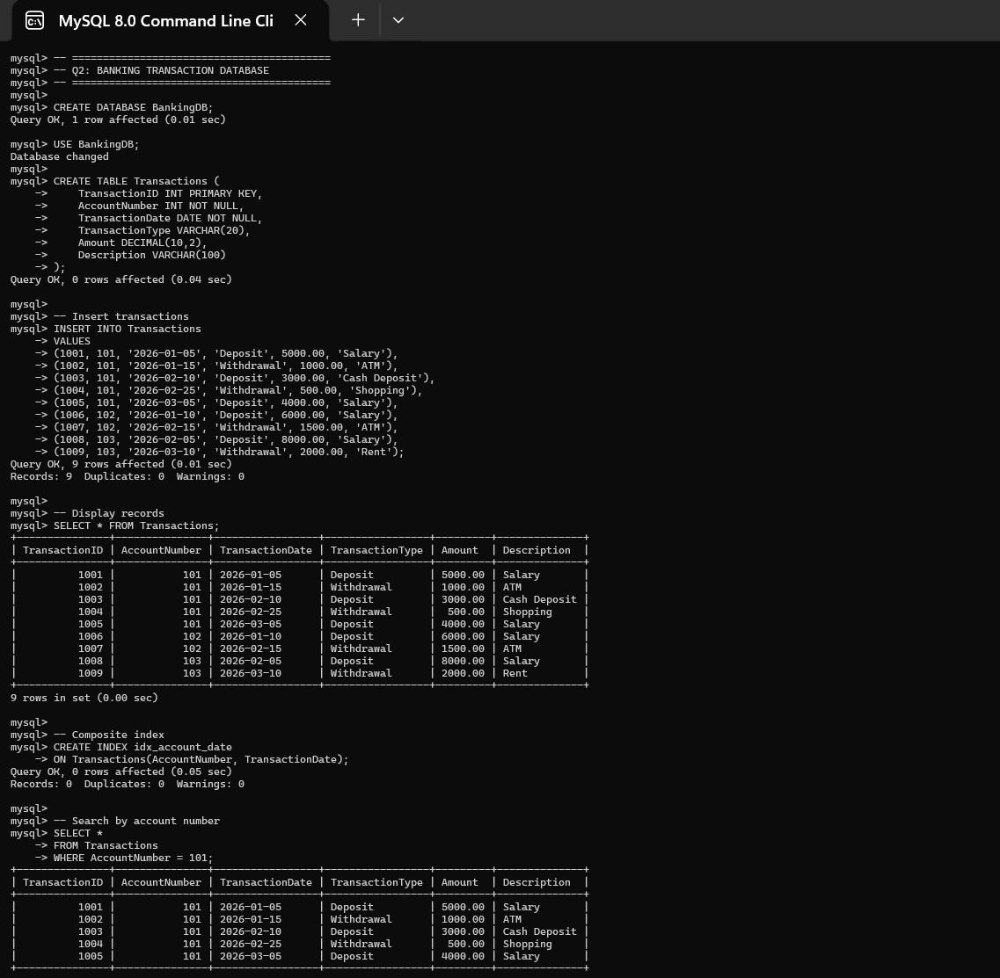 MySQL 8.0 Command Line Cli
mysql> -- ==========================================
mysql> -- Q2: BANKING TRANSACTION DATABASE
mysql> -- ==========================================
mysql>
mysql> CREATE DATABASE BankingDB;
Query OK, 1 row affected (0.01 sec)

mysql> USE BankingDB;
Database changed
mysql>
mysql> CREATE TABLE Transactions (
    ->     TransactionID INT PRIMARY KEY,
    ->     AccountNumber INT NOT NULL,
    ->     TransactionDate DATE NOT NULL,
    ->     TransactionType VARCHAR(20),
    ->     Amount DECIMAL(10,2),
    ->     Description VARCHAR(100)
    -> );
Query OK, 0 rows affected (0.04 sec)

mysql>
mysql> -- Insert transactions
mysql> INSERT INTO Transactions
    -> VALUES
    -> (1001, 101, '2026-01-05', 'Deposit', 5000.00, 'Salary'),
    -> (1002, 101, '2026-01-15', 'Withdrawal', 1000.00, 'ATM'),
    -> (1003, 101, '2026-02-10', 'Deposit', 3000.00, 'Cash Deposit'),
    -> (1004, 101, '2026-02-25', 'Withdrawal', 500.00, 'Shopping'),
    -> (1005, 101, '2026-03-05', 'Deposit', 4000.00, 'Salary'),
    -> (1006, 102, '2026-01-10', 'Deposit', 6000.00, 'Salary'),
    -> (1007, 102, '2026-02-15', 'Withdrawal', 1500.00, 'ATM'),
    -> (1008, 103, '2026-02-05', 'Deposit', 8000.00, 'Salary'),
    -> (1009, 103, '2026-03-10', 'Withdrawal', 2000.00, 'Rent');
Query OK, 9 rows affected (0.01 sec)
Records: 9  Duplicates: 0  Warnings: 0

mysql>
mysql> -- Display records
mysql> SELECT * FROM Transactions;
+---------------+---------------+-----------------+-----------------+---------+--------------+
| TransactionID | AccountNumber | TransactionDate | TransactionType | Amount  | Description  |
+---------------+---------------+-----------------+-----------------+---------+--------------+
|          1001 |           101 | 2026-01-05      | Deposit         | 5000.00 | Salary       |
|          1002 |           101 | 2026-01-15      | Withdrawal      | 1000.00 | ATM          |
|          1003 |           101 | 2026-02-10      | Deposit         | 3000.00 | Cash Deposit |
|          1004 |           101 | 2026-02-25      | Withdrawal      |  500.00 | Shopping     |
|          1005 |           101 | 2026-03-05      | Deposit         | 4000.00 | Salary       |
|          1006 |           102 | 2026-01-10      | Deposit         | 6000.00 | Salary       |
|          1007 |           102 | 2026-02-15      | Withdrawal      | 1500.00 | ATM          |
|          1008 |           103 | 2026-02-05      | Deposit         | 8000.00 | Salary       |
|          1009 |           103 | 2026-03-10      | Withdrawal      | 2000.00 | Rent         |
+---------------+---------------+-----------------+-----------------+---------+--------------+
9 rows in set (0.00 sec)

mysql>
mysql> -- Composite index
mysql> CREATE INDEX idx_account_date
    -> ON Transactions(AccountNumber, TransactionDate);
Query OK, 0 rows affected (0.05 sec)
Records: 0  Duplicates: 0  Warnings: 0

mysql>
mysql> -- Search by account number
mysql> SELECT *
    -> FROM Transactions
    -> WHERE AccountNumber = 101;
+---------------+---------------+-----------------+-----------------+---------+--------------+
| TransactionID | AccountNumber | TransactionDate | TransactionType | Amount  | Description  |
+---------------+---------------+-----------------+-----------------+---------+--------------+
|          1001 |           101 | 2026-01-05      | Deposit         | 5000.00 | Salary       |
|          1002 |           101 | 2026-01-15      | Withdrawal      | 1000.00 | ATM          |
|          1003 |           101 | 2026-02-10      | Deposit         | 3000.00 | Cash Deposit |
|          1004 |           101 | 2026-02-25      | Withdrawal      |  500.00 | Shopping     |
|          1005 |           101 | 2026-03-05      | Deposit         | 4000.00 | Salary       |
+---------------+---------------+-----------------+-----------------+---------+--------------+